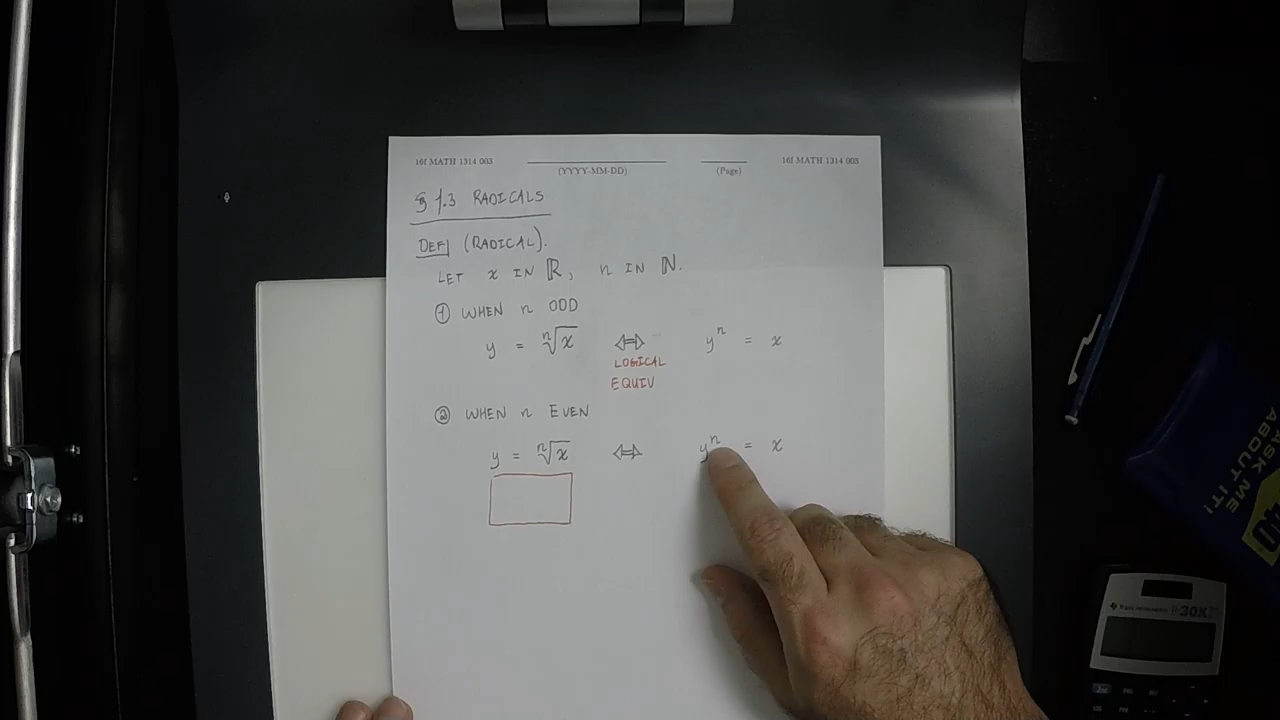 16f MATH 1314 003
(YYYY-MM-DD)
(Page)
16f MATH 1314 003
§ 1.3 RADICALS
DEF (RADICAL).
LET x IN ℝ, n IN ℕ.
① WHEN n ODD
y = ⁿ√x ⇔ yⁿ = x
LOGICAL
EQUIV
② WHEN n EVEN
y = ⁿ√x ⇔ yⁿ = x
ASK ME
ABOUT IT!